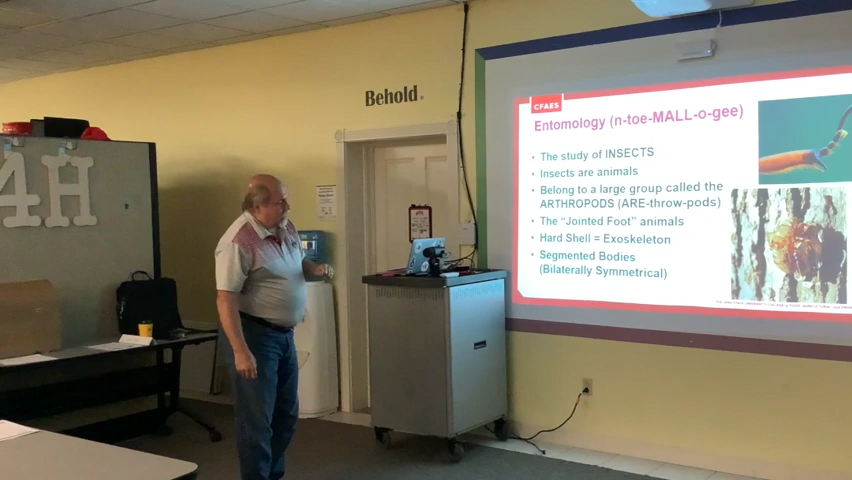 Behold.
4H
CFAES
Entomology (n-toe-MALL-o-gee)
• The study of INSECTS
• Insects are animals
• Belong to a large group called the
ARTHROPODS (ARE-throw-pods)
• The “Jointed Foot” animals
• Hard Shell = Exoskeleton
• Segmented Bodies
(Bilaterally Symmetrical)